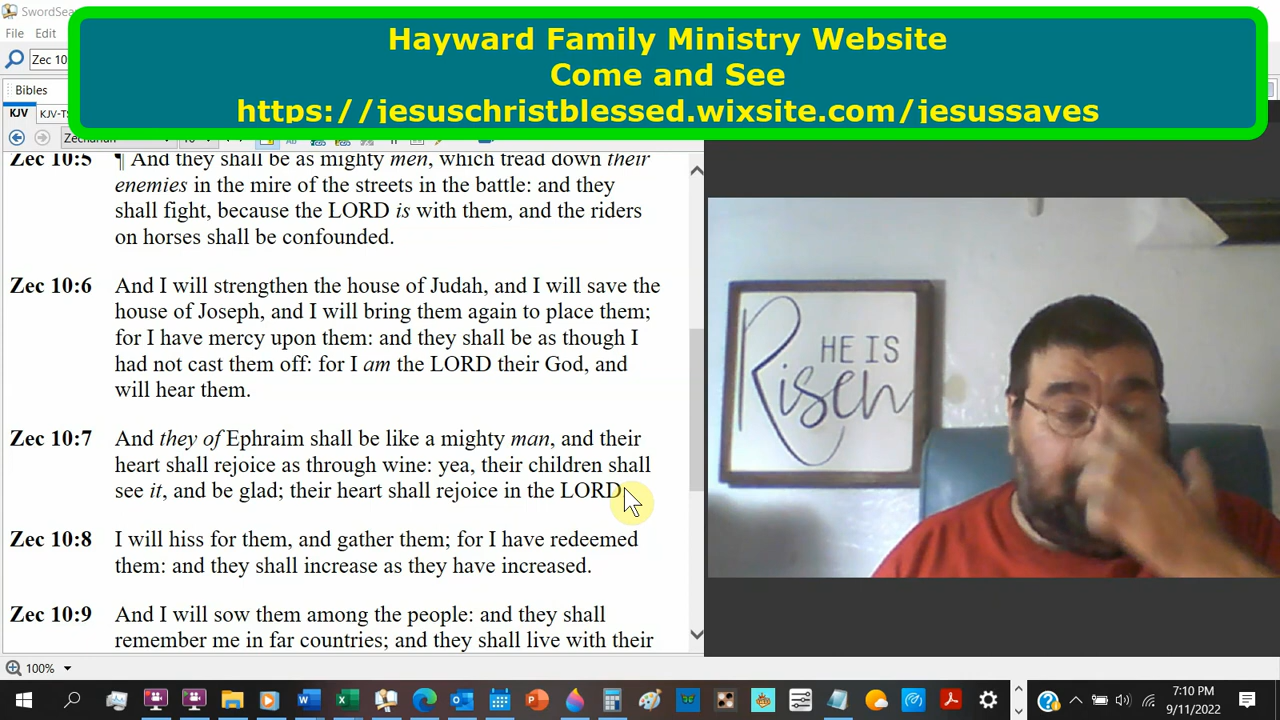 SwordSea
Hayward Family Ministry Website
Come and See
https://jesuschristblessed.wixsite.com/jesussaves
File Edit
Zec 10
Bibles
KJV KJV-TS
Zechariah 10
Zec 10:5 ¶ And they shall be as mighty men, which tread down their
enemies in the mire of the streets in the battle: and they
shall fight, because the LORD is with them, and the riders
on horses shall be confounded.
Zec 10:6 And I will strengthen the house of Judah, and I will save the
house of Joseph, and I will bring them again to place them;
for I have mercy upon them: and they shall be as though I
had not cast them off: for I am the LORD their God, and
will hear them.
Zec 10:7 And they of Ephraim shall be like a mighty man, and their
heart shall rejoice as through wine: yea, their children shall
see it, and be glad; their heart shall rejoice in the LORD
Zec 10:8 I will hiss for them, and gather them; for I have redeemed
them: and they shall increase as they have increased.
Zec 10:9 And I will sow them among the people: and they shall
remember me in far countries; and they shall live with their
HE IS
Risen
100%
7:10 PM
9/11/2022